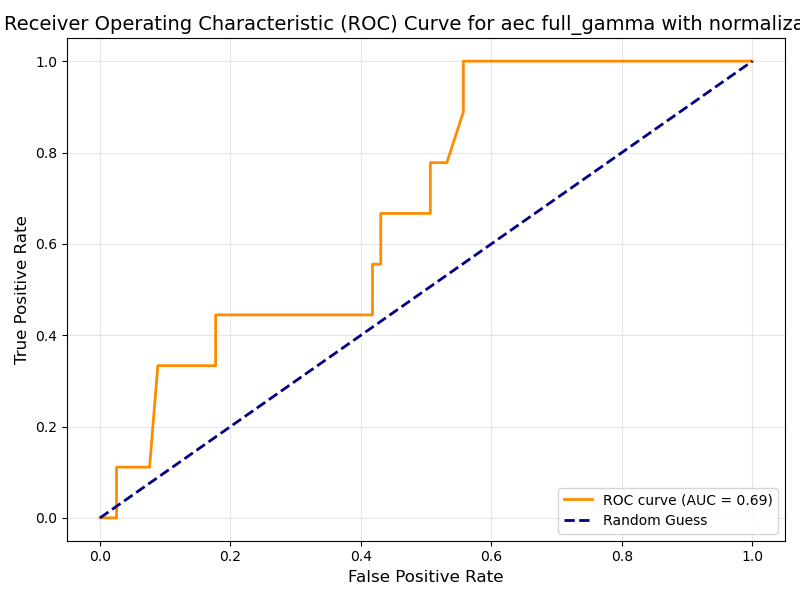 Receiver Operating Characteristic (ROC) Curve for aec full_gamma with normaliza
1.0
0.8
0.6
0.4
0.2
0.0
True Positive Rate
ROC curve (AUC = 0.69)
Random Guess
0.0 0.2 0.4 0.6 0.8 1.0
False Positive Rate